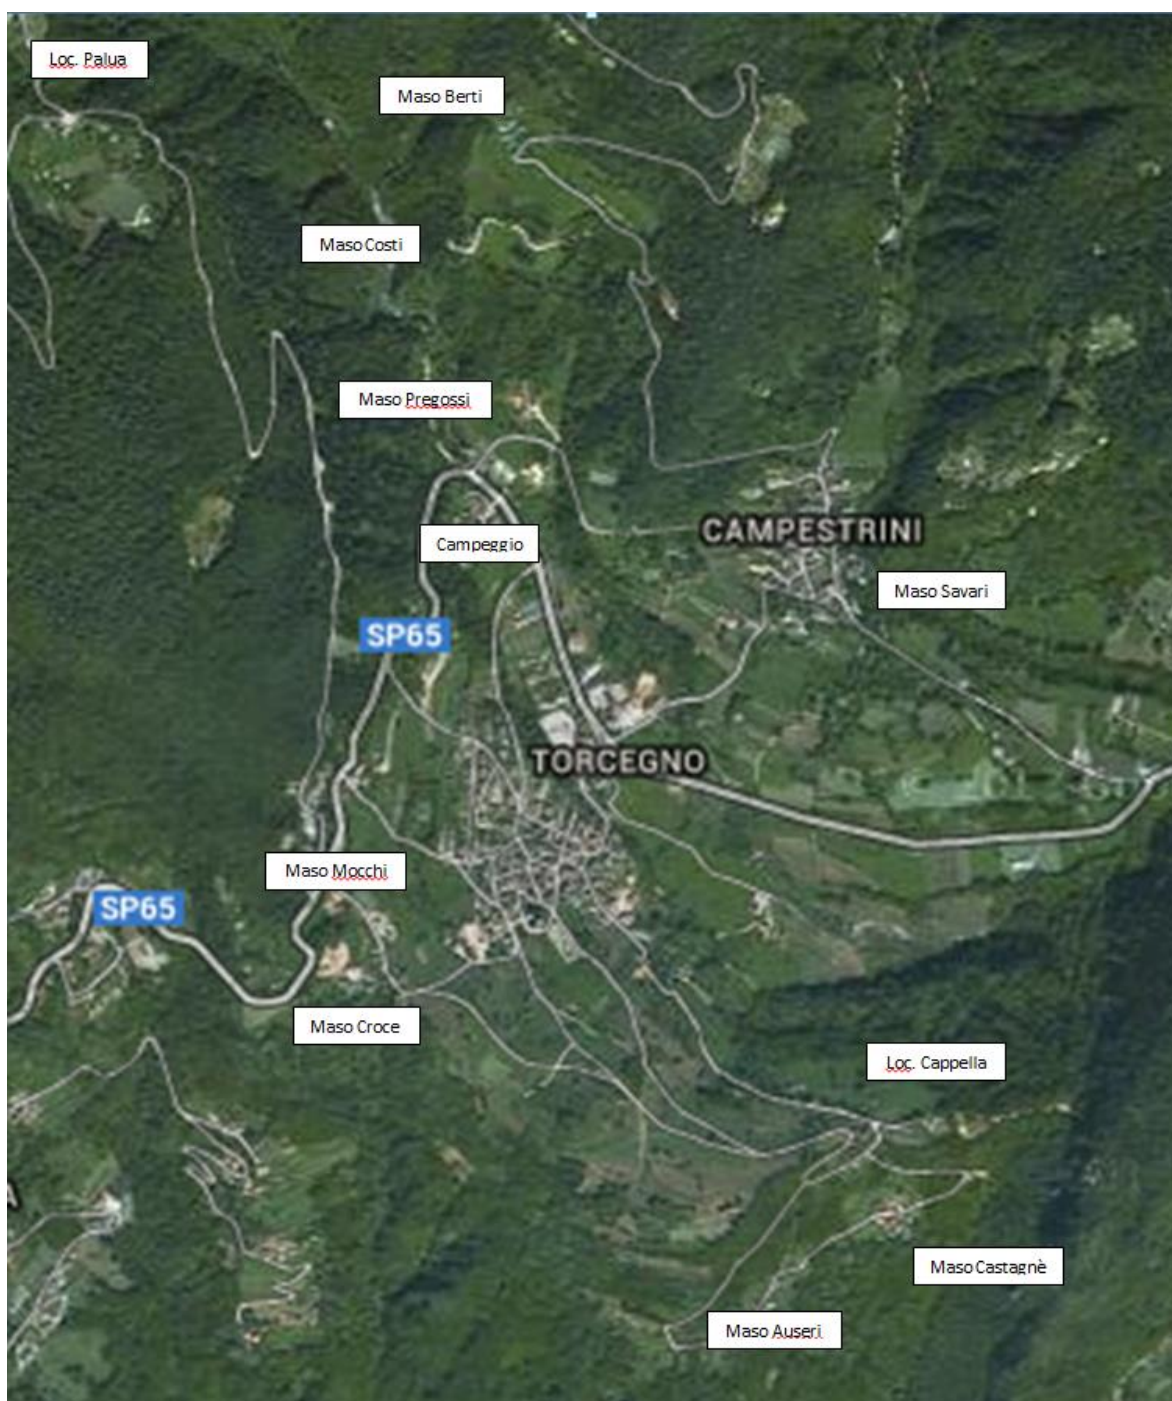 Loc. Palua
Maso Berti
Maso Costi
Maso Pregossi
CAMPESTRINI
Campeggio
Maso Savari
SP65
TORCEGNO
Maso Mocchi
SP65
Maso Croce
Loc. Cappella
Maso Castagnè
Maso Auseri